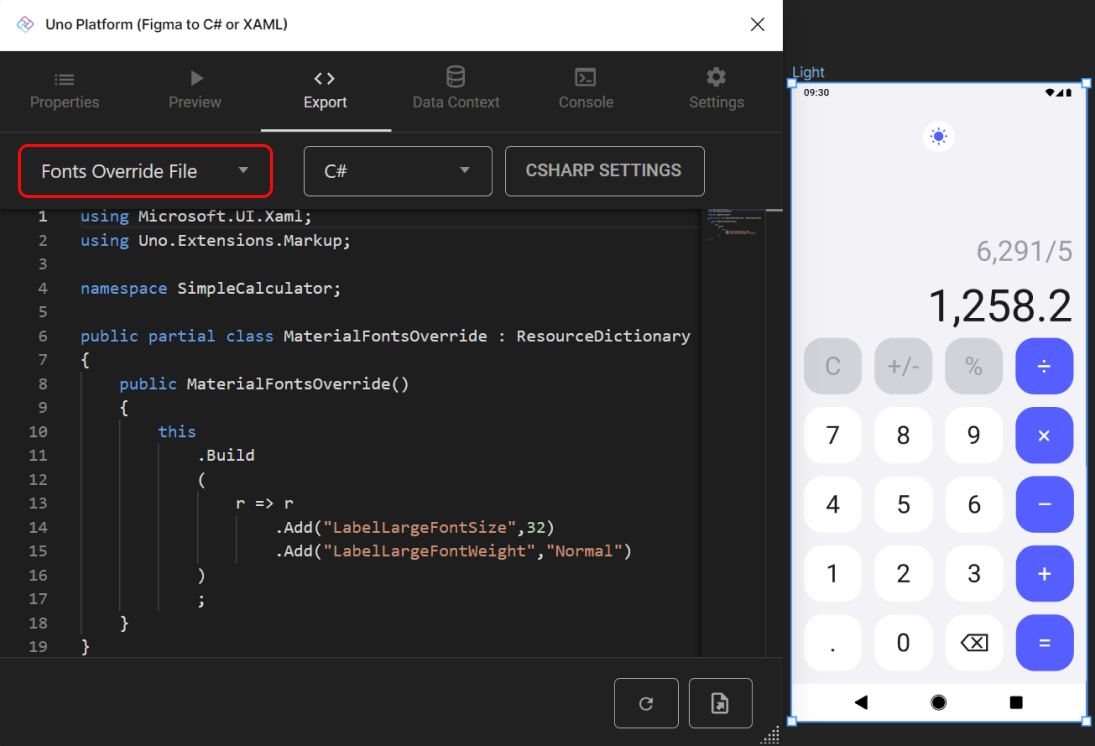 Uno Platform (Figma to C# or XAML)
Properties
Preview
Export
Data Context
Console
Settings
Fonts Override File
C#
CSHARP SETTINGS
1 using Microsoft.UI.Xaml;
2 using Uno.Extensions.Markup;
3
4 namespace SimpleCalculator;
5
6 public partial class MaterialFontsOverride : ResourceDictionary
7 {
8 public MaterialFontsOverride()
9 {
10 this
11 .Build
12 (
13 r => r
14 .Add("LabelLargeFontSize",32)
15 .Add("LabelLargeFontWeight","Normal")
16 )
17 ;
18 }
19 }
Light
09:30
6,291/5
1,258.2
C +/- % ÷
7 8 9 ×
4 5 6 −
1 2 3 +
. 0 =